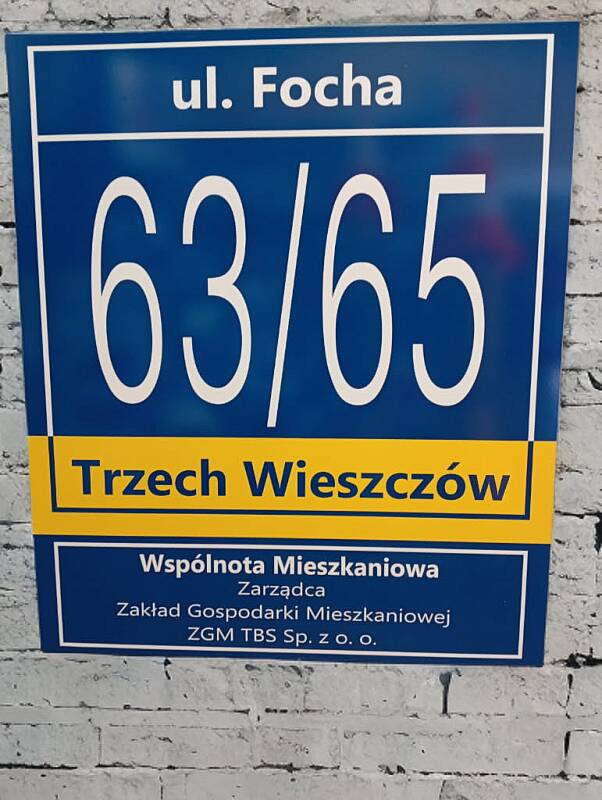 ul. Focha
63/65
Trzech Wieszczów
Wspólnota Mieszkaniowa
Zarządca
Zakład Gospodarki Mieszkaniowej
ZGM TBS Sp. z o. o.